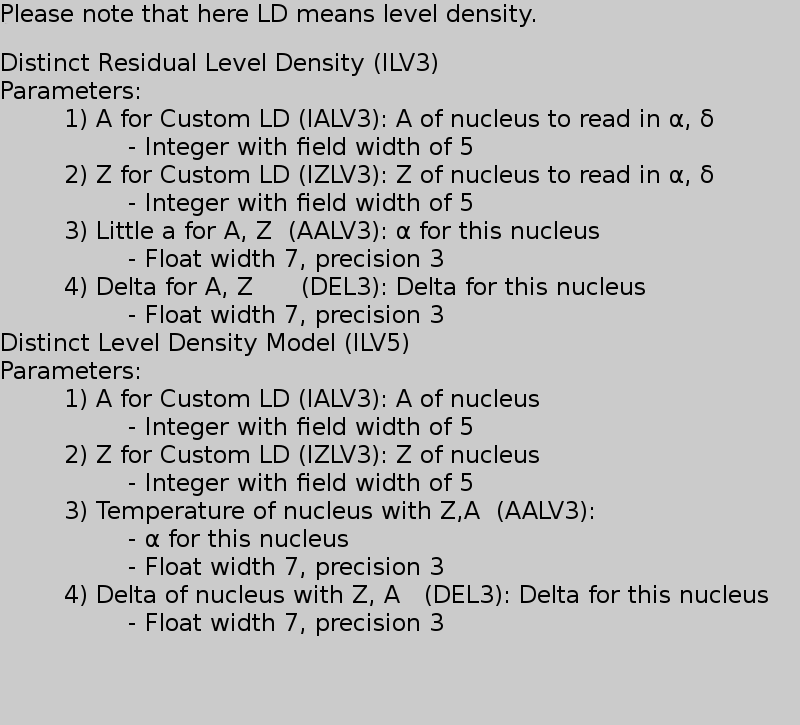 Please note that here LD means level density.
Distinct Residual Level Density (ILV3)
Parameters:
1) A for Custom LD (IALV3): A of nucleus to read in α, δ
- Integer with field width of 5
2) Z for Custom LD (IZLV3): Z of nucleus to read in α, δ
- Integer with field width of 5
3) Little a for A, Z  (AALV3): α for this nucleus
- Float width 7, precision 3
4) Delta for A, Z      (DEL3): Delta for this nucleus
- Float width 7, precision 3
Distinct Level Density Model (ILV5)
Parameters:
1) A for Custom LD (IALV3): A of nucleus
- Integer with field width of 5
2) Z for Custom LD (IZLV3): Z of nucleus
- Integer with field width of 5
3) Temperature of nucleus with Z,A  (AALV3):
- α for this nucleus
- Float width 7, precision 3
4) Delta of nucleus with Z, A   (DEL3): Delta for this nucleus
- Float width 7, precision 3